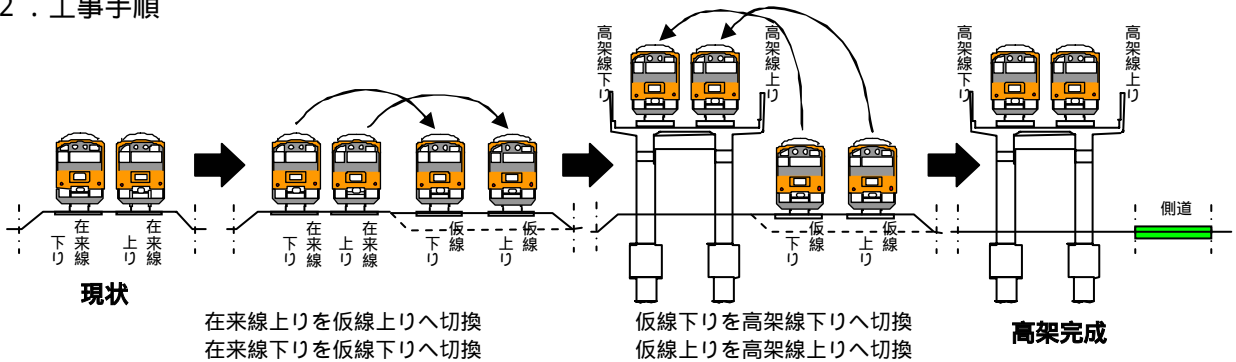 ２．工事手順
高架線下り
高架線上り
高架線下り
高架線上り
側道
在来線下り
在来線上り
在来線下り
在来線上り
仮線下り
仮線上り
仮線下り
仮線上り
現状
在来線上りを仮線上りへ切換
在来線下りを仮線下りへ切換
仮線下りを高架線下りへ切換
仮線上りを高架線上りへ切換
高架完成